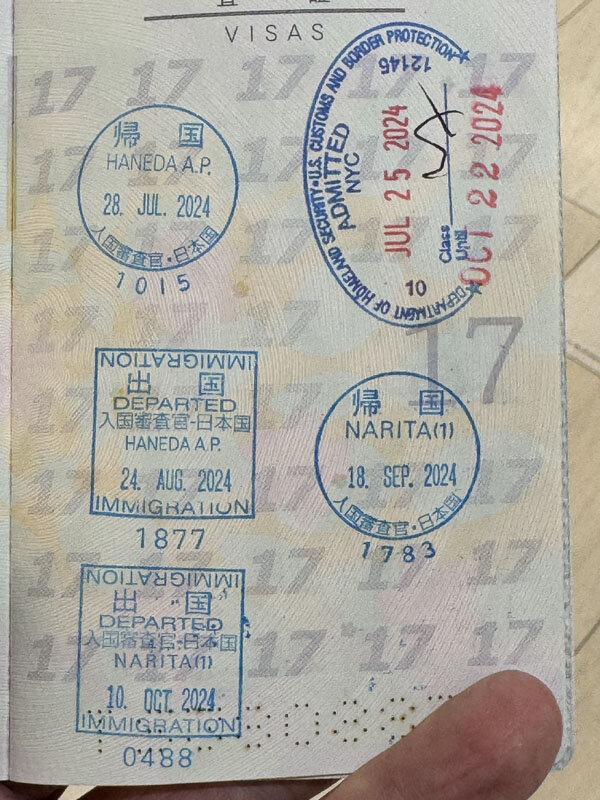 査 証
VISAS
帰 国
HANEDA A.P.
28. JUL. 2024
入国審査官・日本国
1015
DEPARTMENT OF HOMELAND SECURITY • U.S. CUSTOMS AND BORDER PROTECTION
12145
ADMITTED
NYC
JUL 25 2024
Class
Until
OCT 22 2024
10
17
IMMIGRATION
出 国
DEPARTED
入国審査官-日本国
HANEDA A.P.
24. AUG. 2024
IMMIGRATION
1877
帰 国
NARITA(1)
18. SEP. 2024
入国審査官・日本国
1783
IMMIGRATION
出 国
DEPARTED
入国審査官-日本国
NARITA(1)
10. OCT. 2024
IMMIGRATION
0488